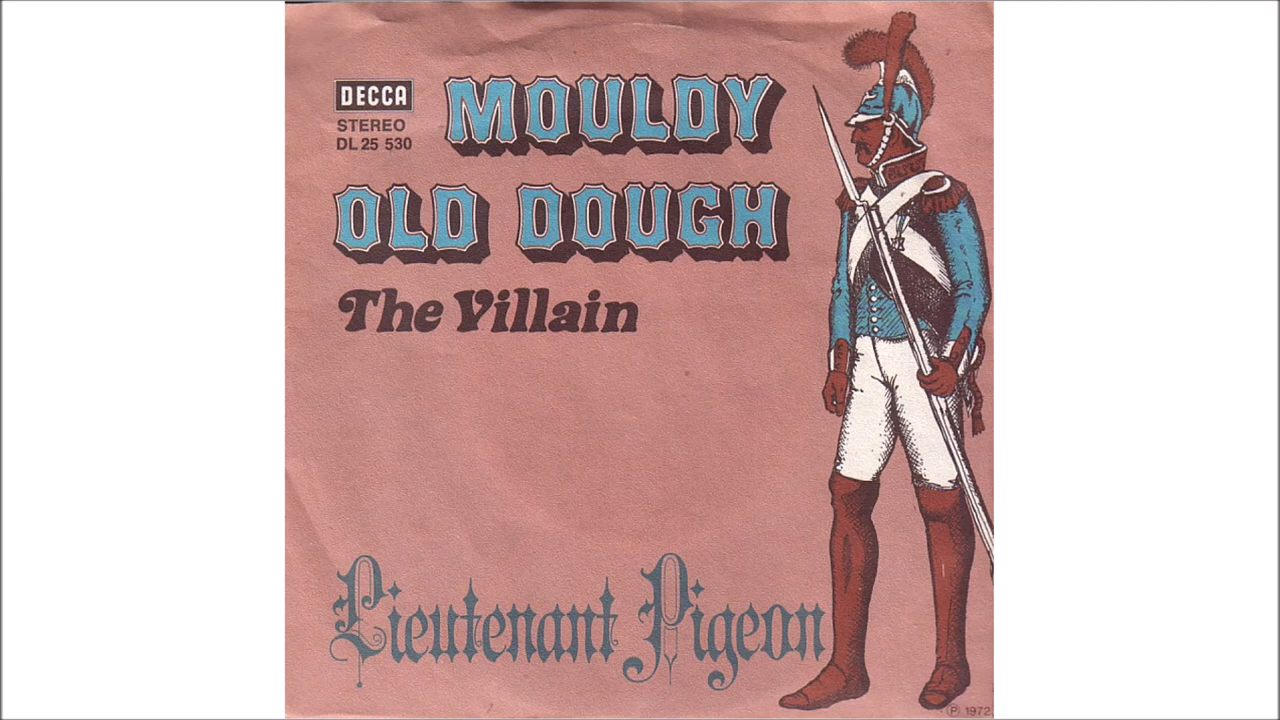 DECCA
STEREO
DL 25 530
MOULDY
OLD DOUGH
The Villain
Lieutenant Pigeon
Ⓟ 1972